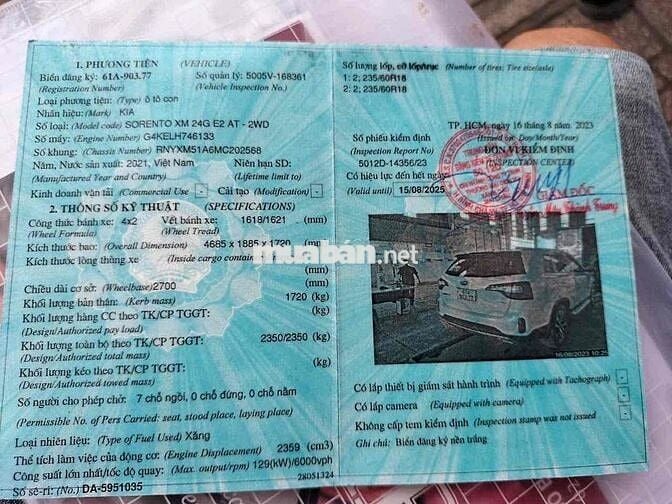 1. PHƯƠNG TIỆN (VEHICLE)
Biển đăng ký: 61A-903.77 Số quản lý: 5005V-168361
(Registration Number) (Vehicle Inspection No.)
Loại phương tiện: (Type) ô tô con
Nhãn hiệu: (Mark) KIA
Số loại: (Model code) SORENTO XM 24G E2 AT - 2WD
Số máy: (Engine Number) G4KELH746133
Số khung: (Chassis Number) RNYXM51A6MC202568
Năm, Nước sản xuất: 2021, Việt Nam Niên hạn SD:
(Manufactured Year and Country) (Lifetime limit to)
Kinh doanh vận tải (Commercial Use) - Cải tạo (Modification) -
2. THÔNG SỐ KỸ THUẬT (SPECIFICATIONS)
Công thức bánh xe: 4x2 Vết bánh xe: 1618/1621 (mm)
(Wheel Formula) (Wheel Tread)
Kích thước bao: (Overall Dimension) 4685 x 1885 x 1720 (mm)
Kích thước lòng thùng xe (Inside cargo container
(mm)
Chiều dài cơ sở: (Wheelbase) 2700 (mm)
Khối lượng bản thân: (Kerb mass) 1720 (kg)
Khối lượng hàng CC theo TK/CP TGGT: (kg)
(Design/Authorized pay load)
Khối lượng toàn bộ theo TK/CP TGGT: 2350/2350 (kg)
(Design/Authorized total mass)
Khối lượng kéo theo TK/CP TGGT: (kg)
(Design/Authorized towed mass)
Số người cho phép chở: 7 chỗ ngồi, 0 chỗ đứng, 0 chỗ nằm
(Permissible No. of Pers Carried: seat, stood place, laying place)
Loại nhiên liệu: (Type of Fuel Used) Xăng
Thể tích làm việc của động cơ: (Engine Displacement) 2359 (cm3)
Công suất lớn nhất/tốc độ quay: (Max. output/rpm) 129(kW)/6000vph
28051324
Số sê-ri: (No.) DA-5951035
Số lượng lốp, cỡ lốp/trục (Number of tires; Tire size/axle)
1: 2; 235/60R18
2: 2; 235/60R18
TP. HCM, ngày 16 tháng 8 năm 2023
Số phiếu kiểm định (Issued on: Day/Month/Year)
(Inspection Report No) ĐƠN VỊ KIỂM ĐỊNH
5012D-14356/23 (INSPECTION CENTER)
Có hiệu lực đến hết ngày
(Valid until) 15/08/2025
GIÁM ĐỐC
muaban.net
16/08/2023 10:25
Có lắp thiết bị giám sát hành trình (Equipped with Tachograph) -
Có lắp camera (Equipped with camera) -
Không cấp tem kiểm định (Inspection stamp was not issued) -
Ghi chú: Biển đăng ký nền trắng